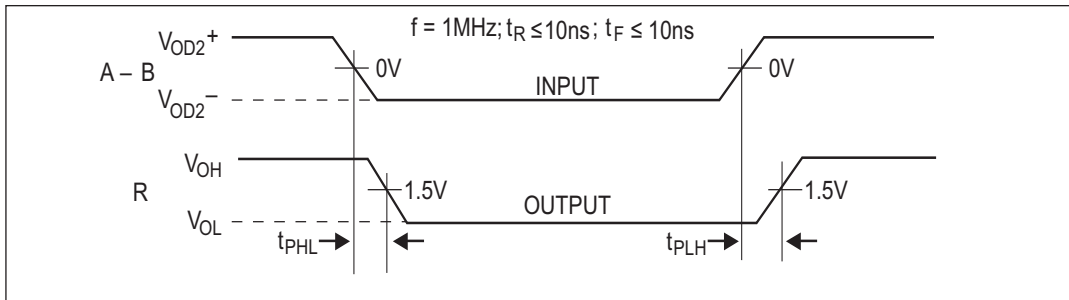 f = 1MHz; tR ≤10ns; tF ≤ 10ns
VOD2+
A – B
VOD2–
0V
INPUT
0V
VOH
R
VOL
1.5V
OUTPUT
1.5V
tPHL
tPLH